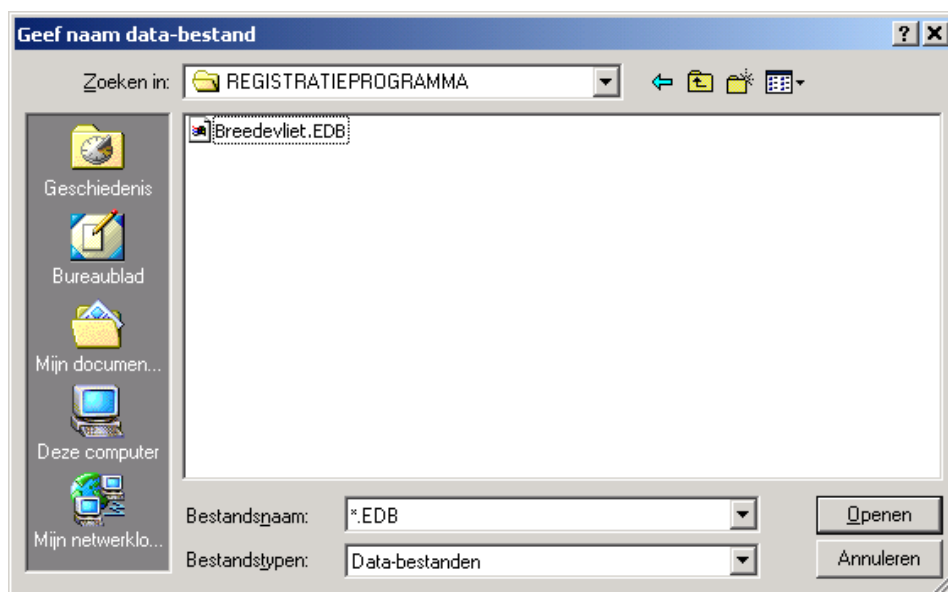 Geef naam data-bestand
Zoeken in: REGISTRATIEPROGRAMMA
Breedevliet.EDB
Geschiedenis
Bureaublad
Mijn documen...
Deze computer
Mijn netwerklo...
Bestandsnaam: *.EDB
Openen
Bestandstypen: Data-bestanden
Annuleren